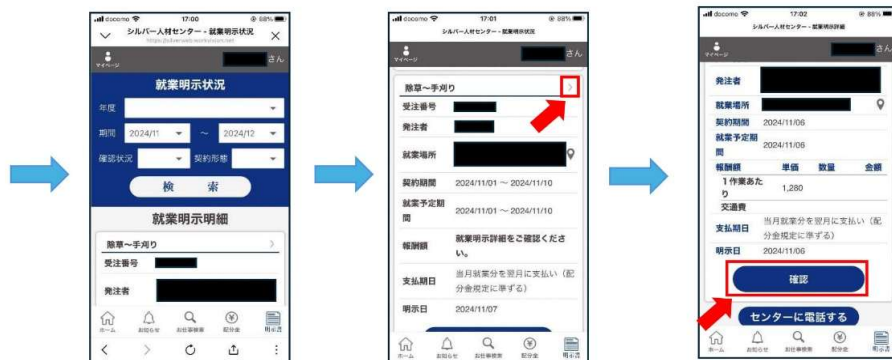 docomo 17:00 88%
シルバー人材センター - 就業明示状況
マイページ
さん
就業明示状況
年度
期間 2024/11 ～ 2024/12
確認状況 契約形態
検 索
就業明示明細
除草～手刈り
受注番号
発注者
ホーム お知らせ お仕事検索 配分金 明示書
docomo 17:01 88%
シルバー人材センター - 就業明示状況
マイページ
さん
除草～手刈り
受注番号
発注者
就業場所
契約期間 2024/11/01 ～ 2024/11/10
就業予定期
間 2024/11/01 ～ 2024/11/10
報酬額 就業明示詳細をご確認くださ
い。
支払期日 当月就業分を翌月に支払い（配
分金規定に準ずる）
明示日 2024/11/07
ホーム お知らせ お仕事検索 配分金 明示書
docomo 17:02 88%
シルバー人材センター - 就業明示詳細
マイページ
さん
発注者
就業場所
契約期間 2024/11/06
就業予定期
間 2024/11/06
報酬額 単価 数量 金額
1作業あた
り 1,280
交通費
支払期日 当月就業分を翌月に支払い（配
分金規定に準ずる）
明示日 2024/11/06
確認
センターに電話する
ホーム お知らせ お仕事検索 配分金 明示書